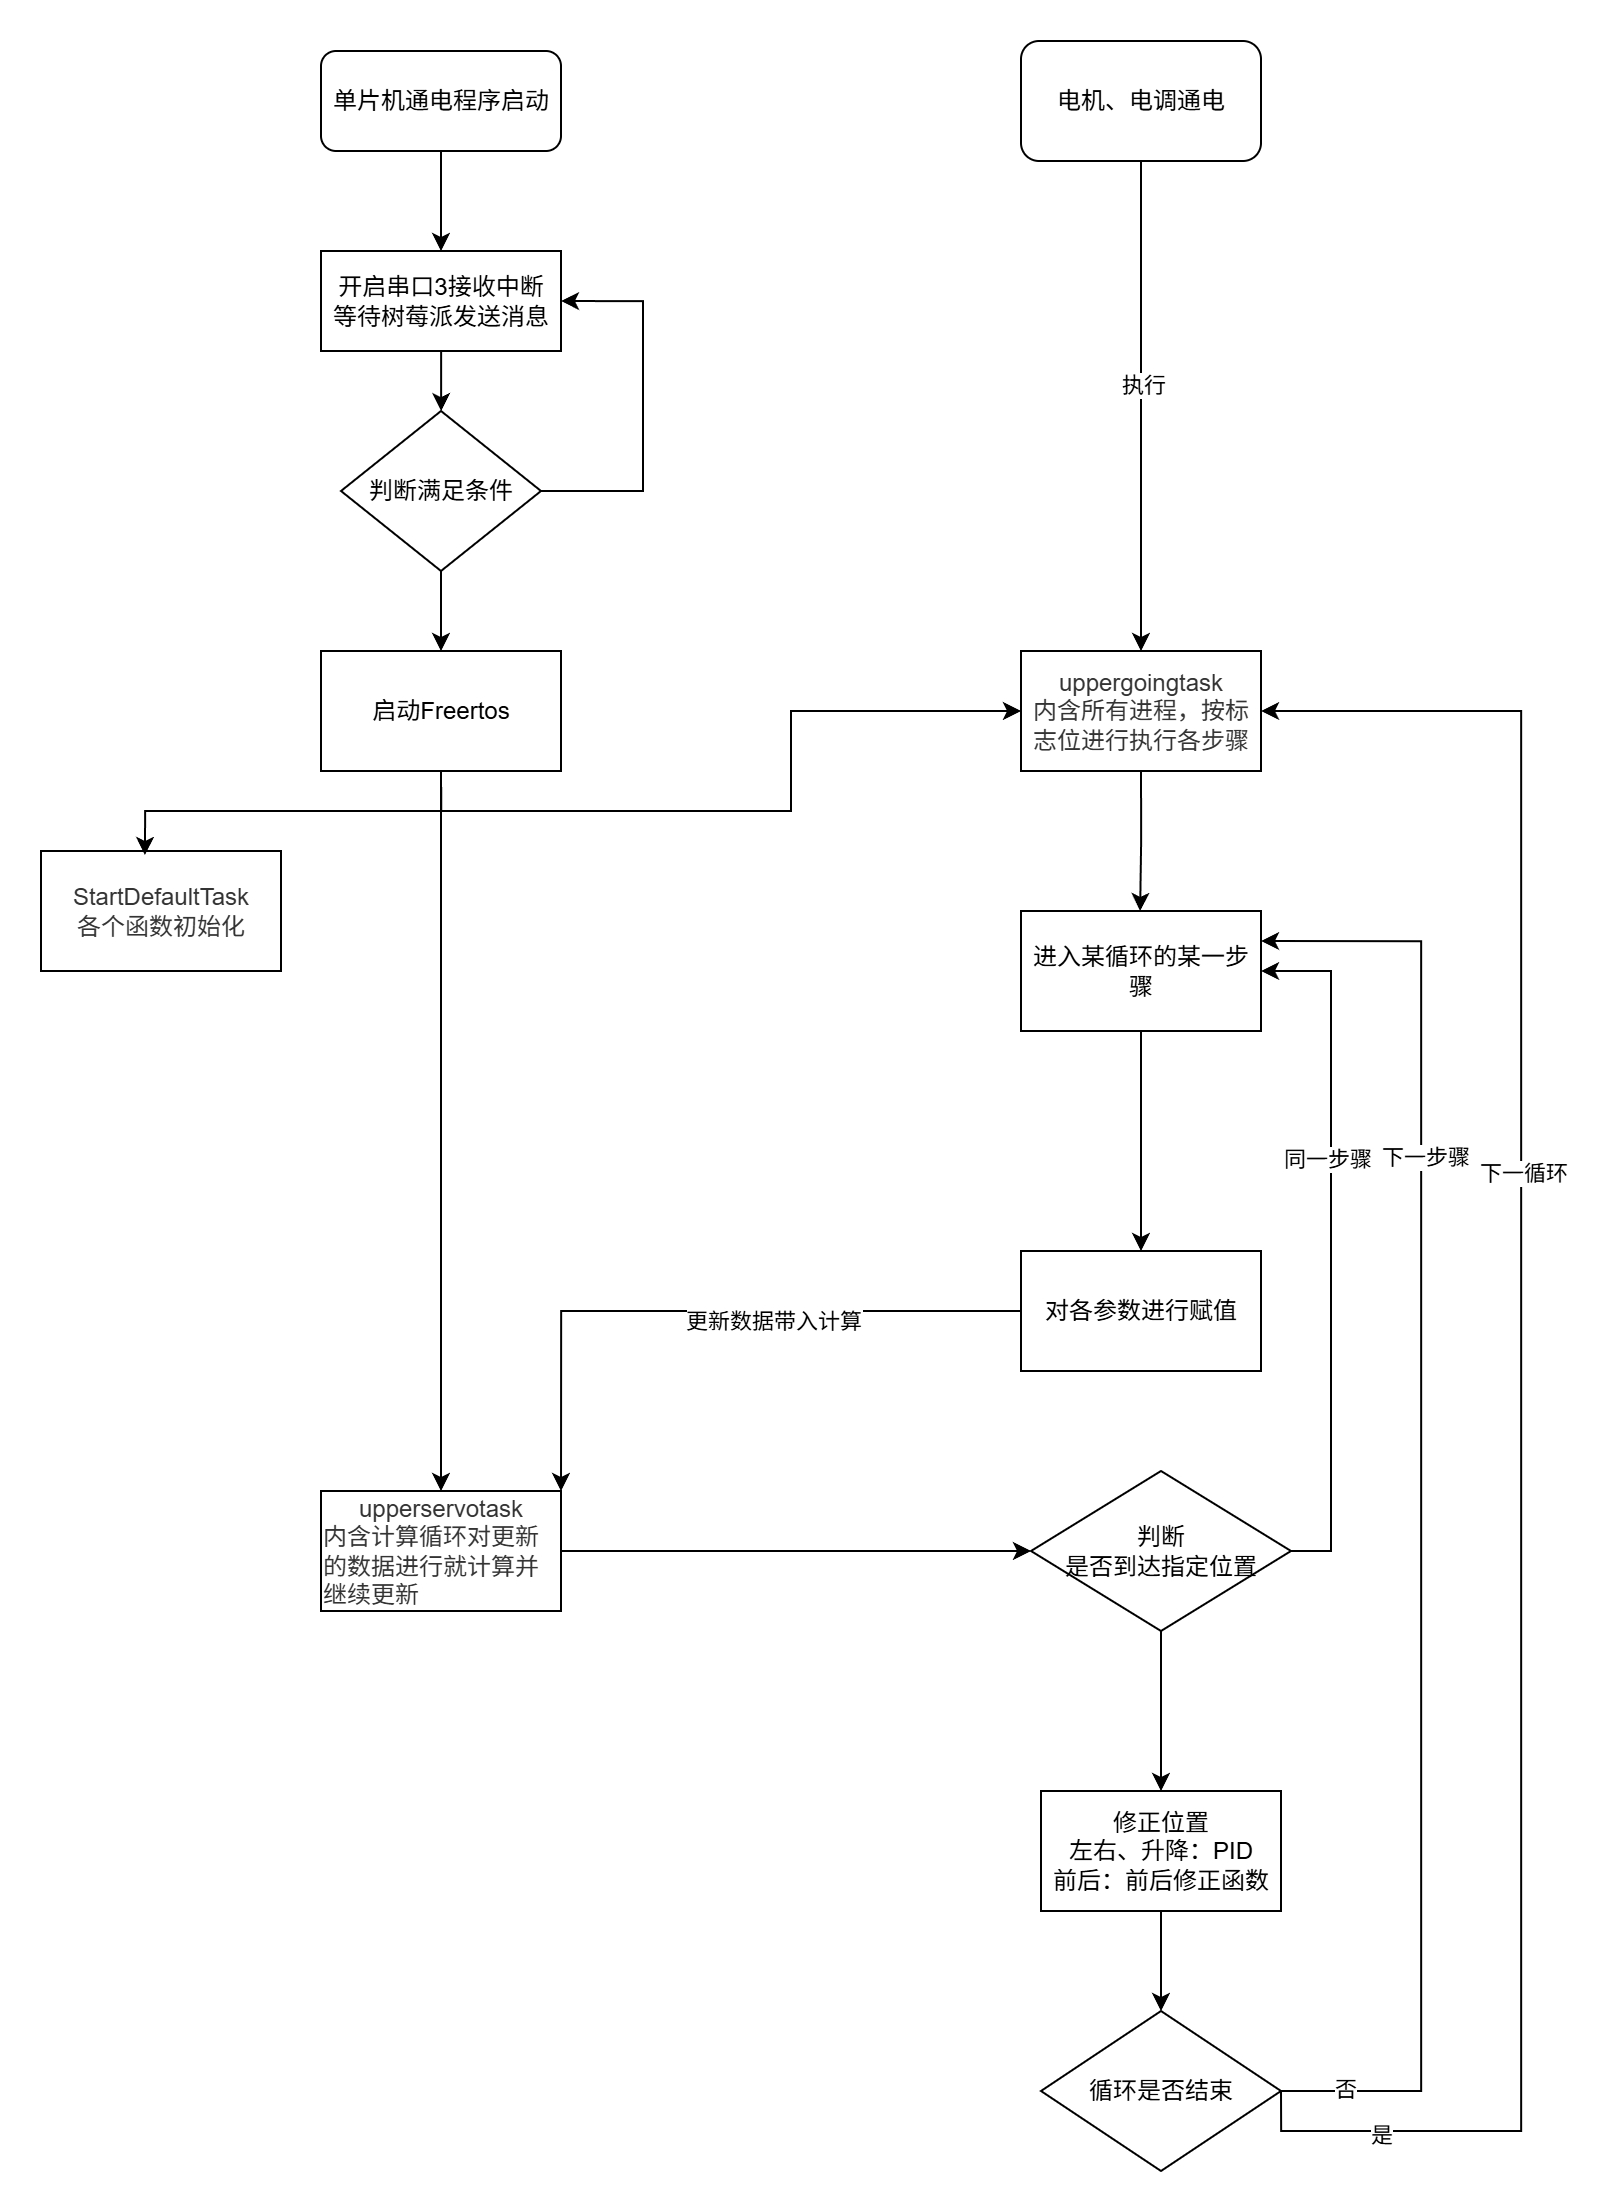 单片机通电程序启动
电机、电调通电
开启串口3接收中断
等待树莓派发送消息
执行
判断满足条件
启动Freertos
uppergoingtask
内含所有进程，按标
志位进行执行各步骤
StartDefaultTask
各个函数初始化
进入某循环的某一步
骤
同一步骤
下一步骤
下一循环
对各参数进行赋值
更新数据带入计算
upperservotask
内含计算循环对更新
的数据进行就计算并
继续更新
判断
是否到达指定位置
修正位置
左右、升降：PID
前后：前后修正函数
循环是否结束
否
是